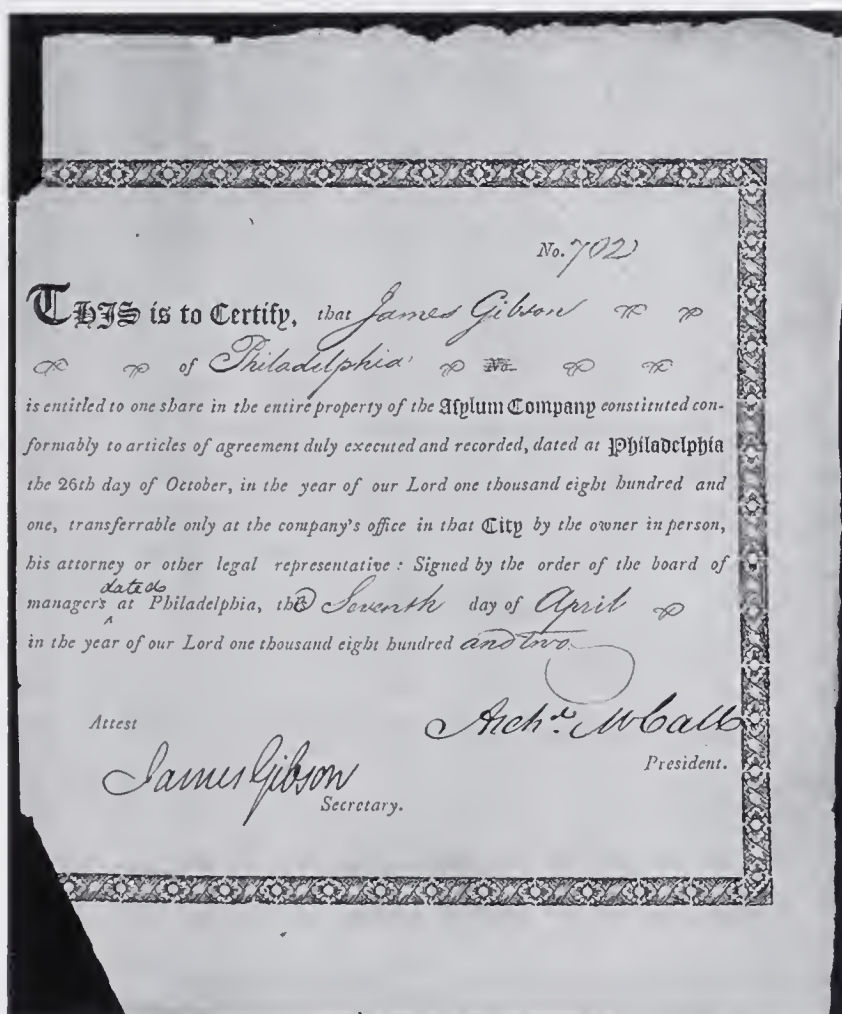 No. 702
THIS is to Certify, that James Gibson
of Philadelphia No.
is entitled to one share in the entire property of the Aſylum Company constituted con-
formably to articles of agreement duly executed and recorded, dated at Philadelphia
the 26th day of October, in the year of our Lord one thousand eight hundred and
one, transferrable only at the company's office in that City by the owner in person,
his attorney or other legal representative: Signed by the order of the board of
dated
managers at Philadelphia, the Seventh day of April
in the year of our Lord one thousand eight hundred and two
Attest
Archd. McCall
President.
James Gibson
Secretary.